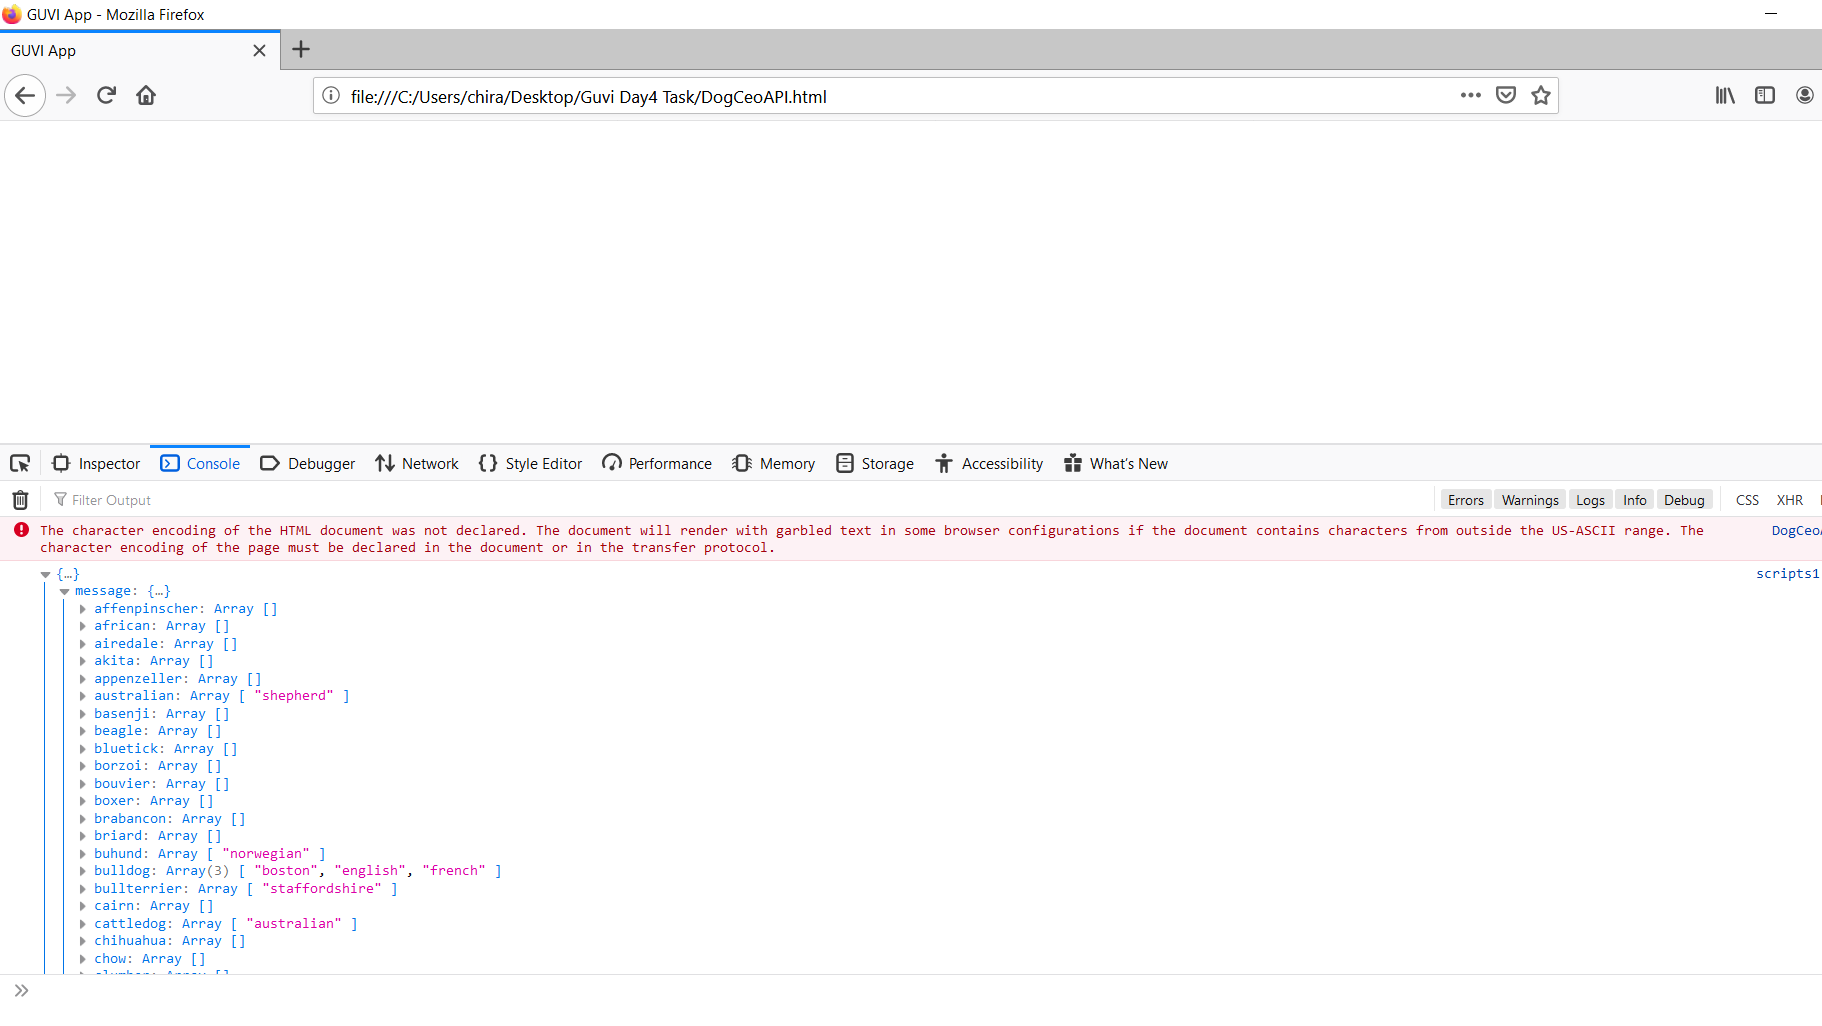 GUVI App - Mozilla Firefox
GUVI App
file:///C:/Users/chira/Desktop/Guvi Day4 Task/DogCeoAPI.html
Inspector Console Debugger Network Style Editor Performance Memory Storage Accessibility What's New
Filter Output Errors Warnings Logs Info Debug CSS XHR
The character encoding of the HTML document was not declared. The document will render with garbled text in some browser configurations if the document contains characters from outside the US-ASCII range. The DogCeo
character encoding of the page must be declared in the document or in the transfer protocol.
{…} scripts1
message: {…}
affenpinscher: Array []
african: Array []
airedale: Array []
akita: Array []
appenzeller: Array []
australian: Array [ "shepherd" ]
basenji: Array []
beagle: Array []
bluetick: Array []
borzoi: Array []
bouvier: Array []
boxer: Array []
brabancon: Array []
briard: Array []
buhund: Array [ "norwegian" ]
bulldog: Array(3) [ "boston", "english", "french" ]
bullterrier: Array [ "staffordshire" ]
cairn: Array []
cattledog: Array [ "australian" ]
chihuahua: Array []
chow: Array []